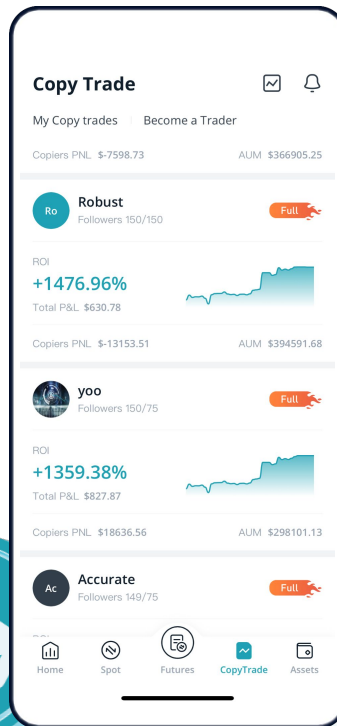 Copy Trade
My Copy trades Become a Trader
Copiers PNL $-7598.73 AUM $366905.25
Ro Robust Full
Followers 150/150
ROI
+1476.96%
Total P&L $630.78
Copiers PNL $-13153.51 AUM $394591.68
yoo Full
Followers 150/75
ROI
+1359.38%
Total P&L $827.87
Copiers PNL $18636.56 AUM $298101.13
Ac Accurate Full
Followers 149/75
ROI
Home Spot Futures CopyTrade Assets